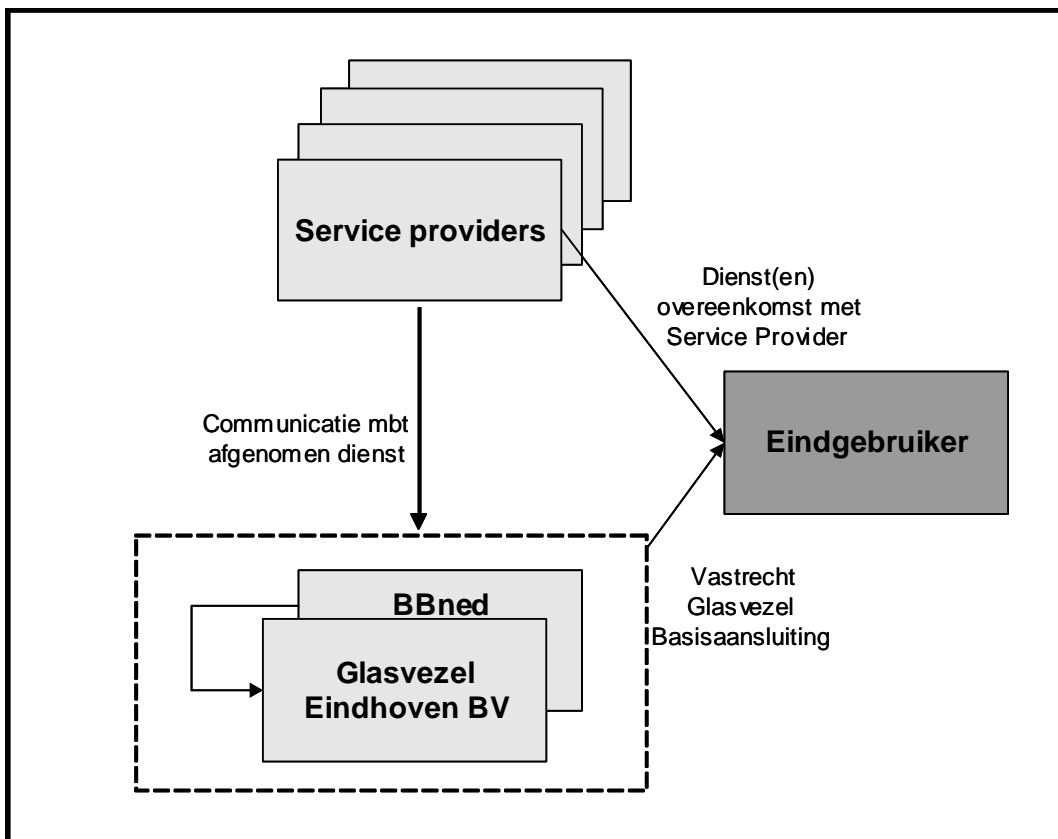 Service providers
Dienst(en)
overeenkomst met
Service Provider
Eindgebruiker
Communicatie mbt
afgenomen dienst
BBned
Glasvezel
Eindhoven BV
Vastrecht
Glasvezel
Basisaansluiting